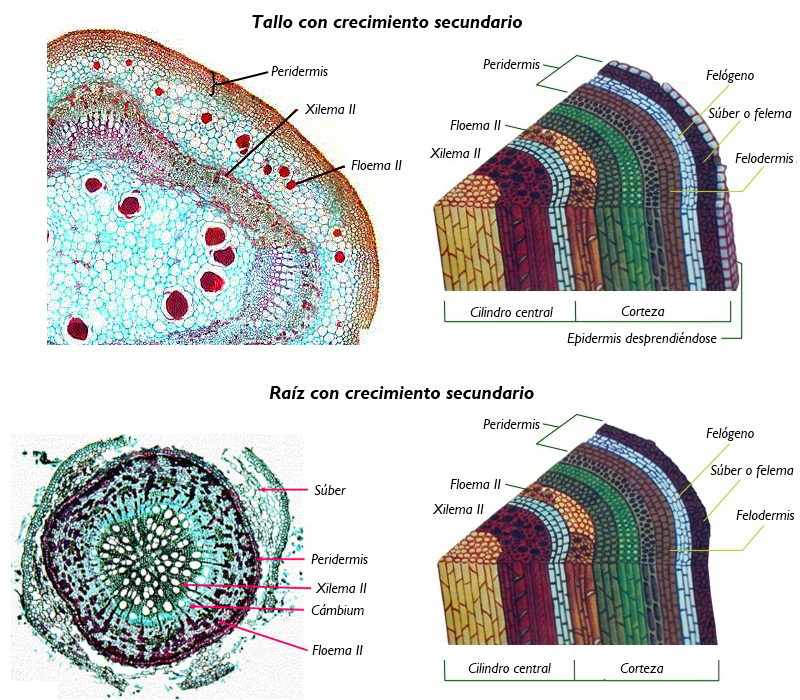 Tallo con crecimiento secundario
Peridermis
Xilema II
Floema II
Peridermis
Felógeno
Súber o felema
Floema II
Xilema II
Felodermis
Cilindro central
Corteza
Epidermis desprendiéndose
Raíz con crecimiento secundario
Súber
Peridermis
Xilema II
Cámbium
Floema II
Peridermis
Felógeno
Súber o felema
Floema II
Xilema II
Felodermis
Cilindro central
Corteza